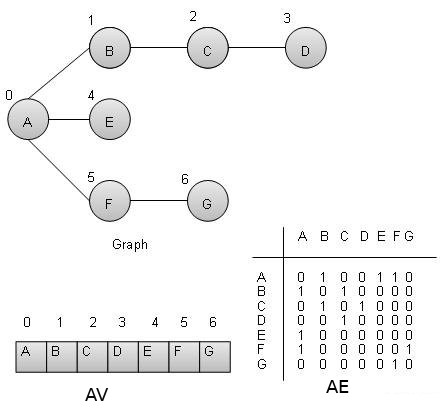 1 2 3
B C D
0 4
A E
5 6
F G
Graph
A B C D E F G
A 0 1 0 0 1 1 0
B 1 0 1 0 0 0 0
C 0 1 0 1 0 0 0
D 0 0 1 0 0 0 0
E 1 0 0 0 0 0 0
F 1 0 0 0 0 0 1
G 0 0 0 0 0 1 0
0 1 2 3 4 5 6
A B C D E F G
AV
AE